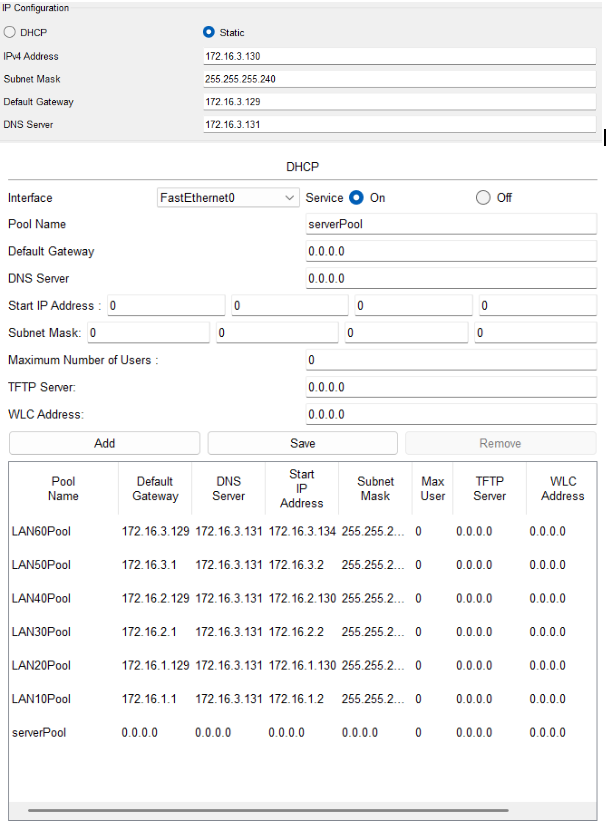 IP Configuration
DHCP Static
IPv4 Address 172.16.3.130
Subnet Mask 255.255.255.240
Default Gateway 172.16.3.129
DNS Server 172.16.3.131
DHCP
Interface FastEthernet0 Service On Off
Pool Name serverPool
Default Gateway 0.0.0.0
DNS Server 0.0.0.0
Start IP Address : 0 0 0 0
Subnet Mask: 0 0 0 0
Maximum Number of Users : 0
TFTP Server: 0.0.0.0
WLC Address: 0.0.0.0
Add Save Remove
Pool Name Default Gateway DNS Server Start IP Address Subnet Mask Max User TFTP Server WLC Address
LAN60Pool 172.16.3.129 172.16.3.131 172.16.3.134 255.255.2... 0 0.0.0.0 0.0.0.0
LAN50Pool 172.16.3.1 172.16.3.131 172.16.3.2 255.255.2... 0 0.0.0.0 0.0.0.0
LAN40Pool 172.16.2.129 172.16.3.131 172.16.2.130 255.255.2... 0 0.0.0.0 0.0.0.0
LAN30Pool 172.16.2.1 172.16.3.131 172.16.2.2 255.255.2... 0 0.0.0.0 0.0.0.0
LAN20Pool 172.16.1.129 172.16.3.131 172.16.1.130 255.255.2... 0 0.0.0.0 0.0.0.0
LAN10Pool 172.16.1.1 172.16.3.131 172.16.1.2 255.255.2... 0 0.0.0.0 0.0.0.0
serverPool 0.0.0.0 0.0.0.0 0.0.0.0 0.0.0.0 0 0.0.0.0 0.0.0.0